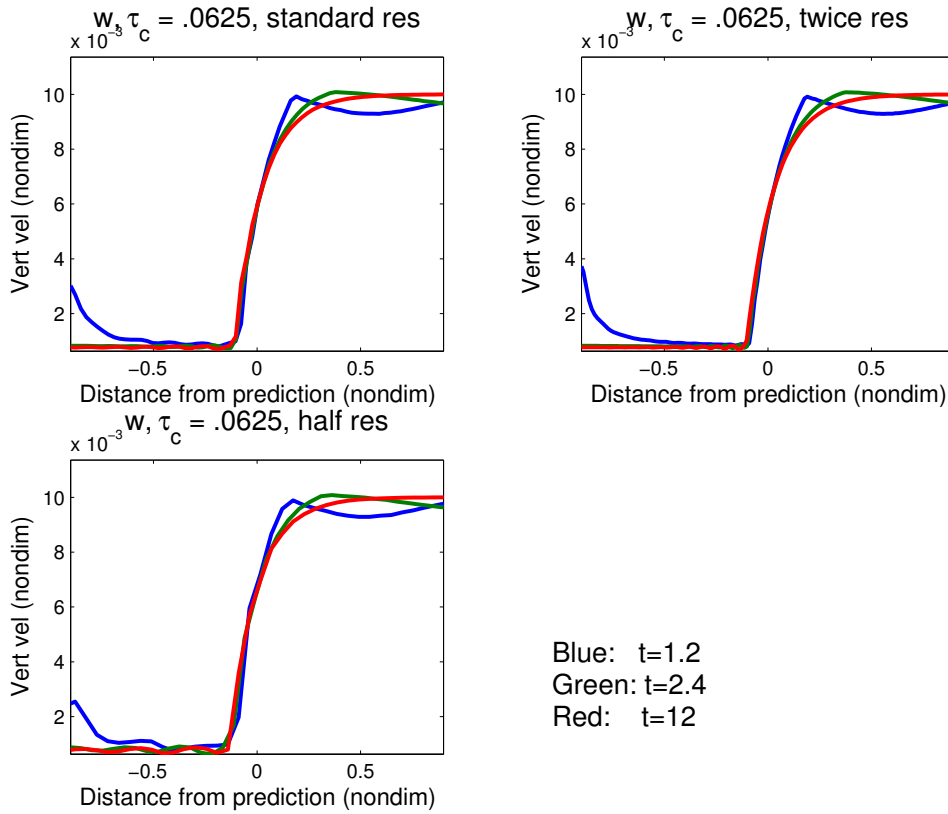 w, τc = .0625, standard res
x 10⁻³
10
8
6
4
2
Vert vel (nondim)
−0.5 0 0.5
Distance from prediction (nondim)
w, τc = .0625, twice res
x 10⁻³
10
8
6
4
2
Vert vel (nondim)
−0.5 0 0.5
Distance from prediction (nondim)
w, τc = .0625, half res
x 10⁻³
10
8
6
4
2
Vert vel (nondim)
−0.5 0 0.5
Distance from prediction (nondim)
Blue: t=1.2
Green: t=2.4
Red: t=12